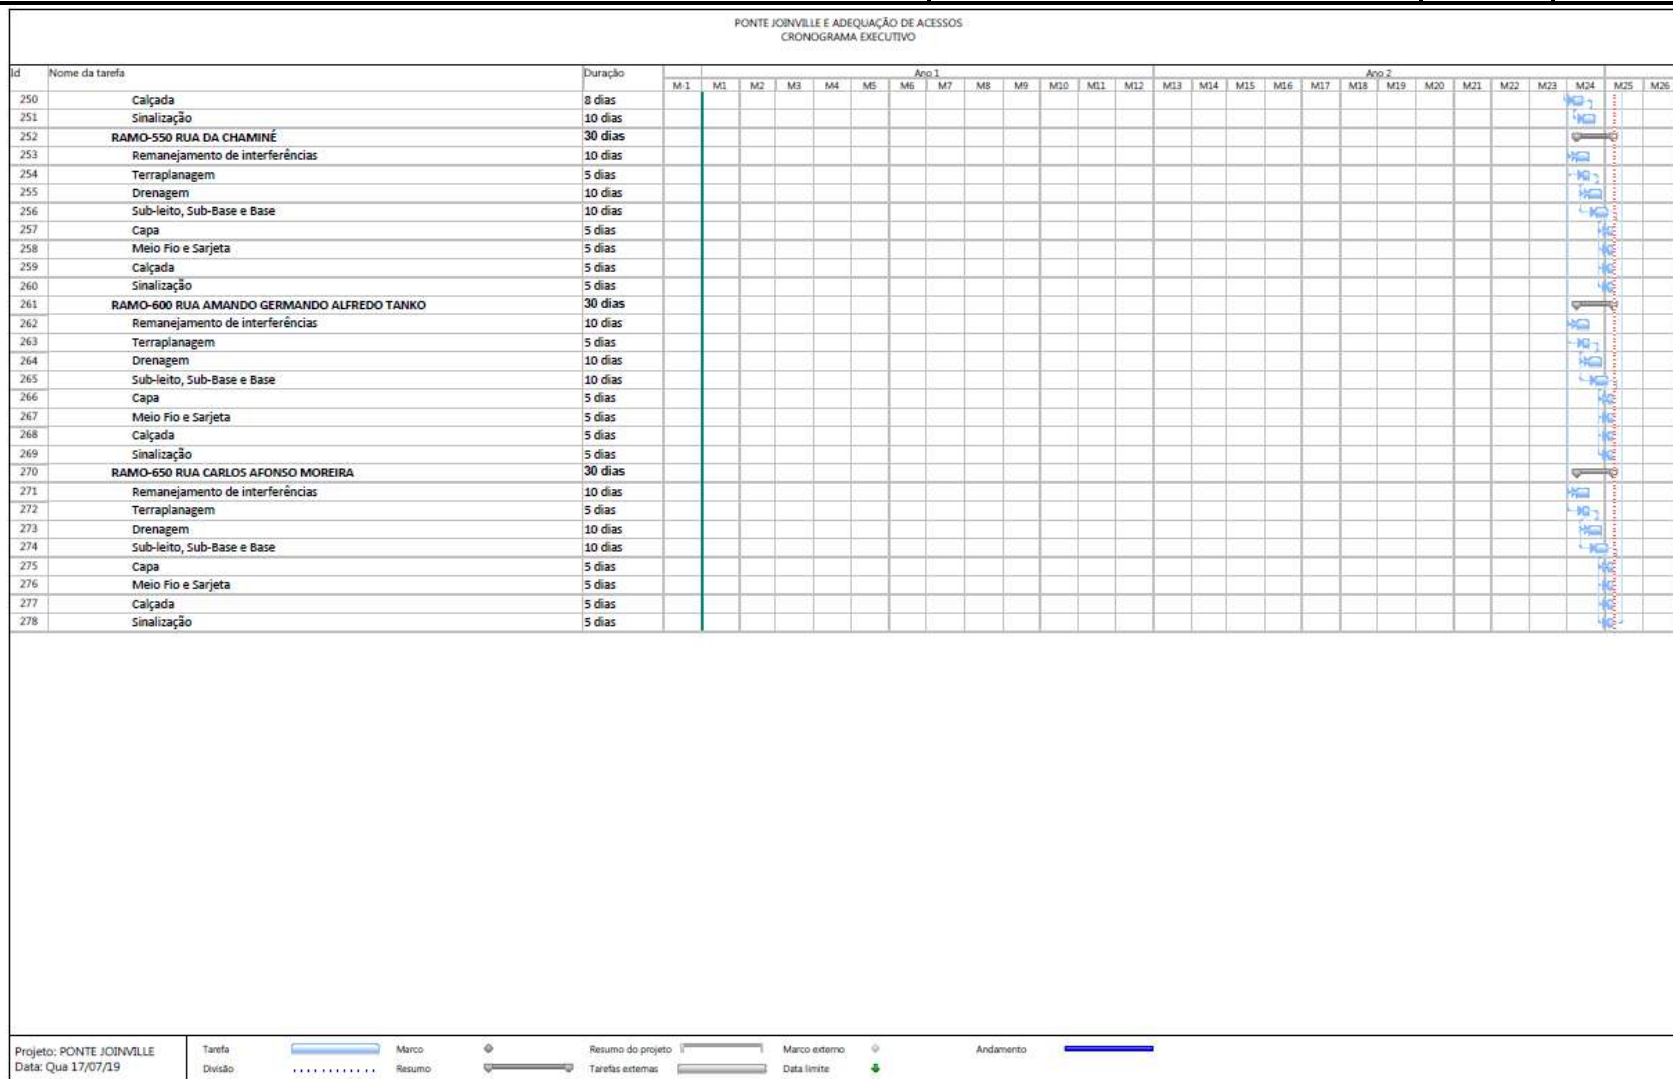 PONTE JOINVILLE E ADEQUAÇÃO DE ACESSOS
CRONOGRAMA EXECUTIVO
Id Nome da tarefa Duração Ano 1 Ano 2
M-1 M1 M2 M3 M4 M5 M6 M7 M8 M9 M10 M11 M12 M13 M14 M15 M16 M17 M18 M19 M20 M21 M22 M23 M24 M25 M26
250 Calçada 8 dias
251 Sinalização 10 dias
252 RAMO-550 RUA DA CHAMINÉ 30 dias
253 Remanejamento de interferências 10 dias
254 Terraplanagem 5 dias
255 Drenagem 10 dias
256 Sub-leito, Sub-Base e Base 10 dias
257 Capa 5 dias
258 Meio Fio e Sarjeta 5 dias
259 Calçada 5 dias
260 Sinalização 5 dias
261 RAMO-600 RUA AMANDO GERMANDO ALFREDO TANKO 30 dias
262 Remanejamento de interferências 10 dias
263 Terraplanagem 5 dias
264 Drenagem 10 dias
265 Sub-leito, Sub-Base e Base 10 dias
266 Capa 5 dias
267 Meio Fio e Sarjeta 5 dias
268 Calçada 5 dias
269 Sinalização 5 dias
270 RAMO-650 RUA CARLOS AFONSO MOREIRA 30 dias
271 Remanejamento de interferências 10 dias
272 Terraplanagem 5 dias
273 Drenagem 10 dias
274 Sub-leito, Sub-Base e Base 10 dias
275 Capa 5 dias
276 Meio Fio e Sarjeta 5 dias
277 Calçada 5 dias
278 Sinalização 5 dias
Projeto: PONTE JOINVILLE
Data: Qua 17/07/19
Tarefa Marco Resumo do projeto Marco externo Andamento
Divisão Resumo Tarefas externas Data limite